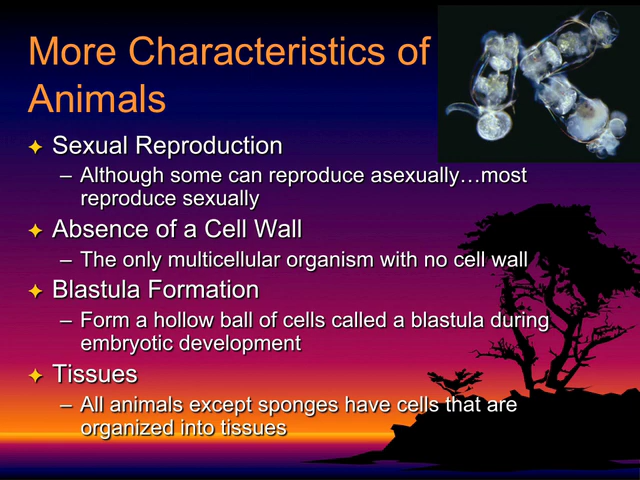 More Characteristics of
Animals
Sexual Reproduction
– Although some can reproduce asexually…most
reproduce sexually
Absence of a Cell Wall
– The only multicellular organism with no cell wall
Blastula Formation
– Form a hollow ball of cells called a blastula during
embryotic development
Tissues
– All animals except sponges have cells that are
organized into tissues